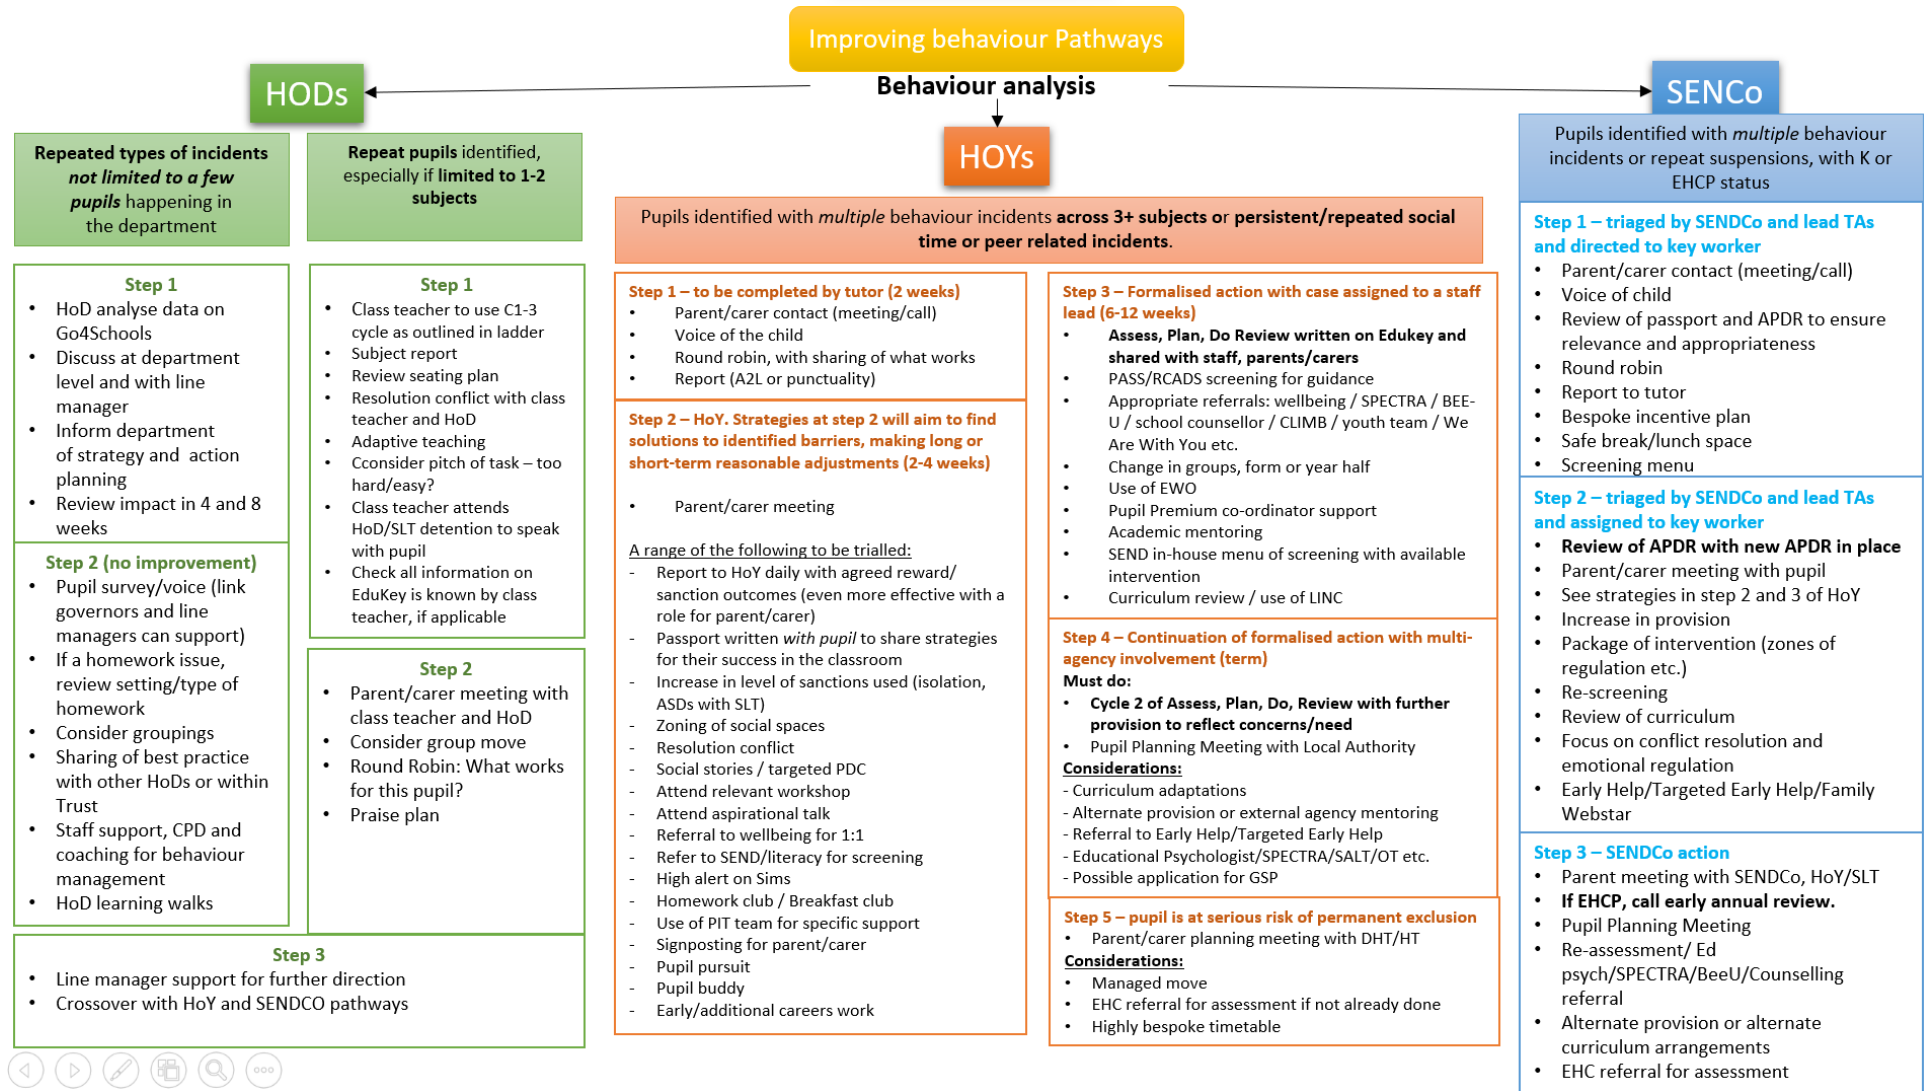 Improving behaviour Pathways
Behaviour analysis
HODs
Repeated types of incidents
not limited to a few
pupils happening in
the department
Step 1
• HoD analyse data on
Go4Schools
• Discuss at department
level and with line
manager
• Inform department
of strategy and action
planning
• Review impact in 4 and 8
weeks
Step 2 (no improvement)
• Pupil survey/voice (link
governors and line
managers can support)
• If a homework issue,
review setting/type of
homework
• Consider groupings
• Sharing of best practice
with other HoDs or within
Trust
• Staff support, CPD and
coaching for behaviour
management
• HoD learning walks
Repeat pupils identified,
especially if limited to 1-2
subjects
Step 1
• Class teacher to use C1-3
cycle as outlined in ladder
• Subject report
• Review seating plan
• Resolution conflict with class
teacher and HoD
• Adaptive teaching
• Cconsider pitch of task – too
hard/easy?
• Class teacher attends
HoD/SLT detention to speak
with pupil
• Check all information on
EduKey is known by class
teacher, if applicable
Step 2
• Parent/carer meeting with
class teacher and HoD
• Consider group move
• Round Robin: What works
for this pupil?
• Praise plan
Step 3
• Line manager support for further direction
• Crossover with HoY and SENDCO pathways
HOYs
Pupils identified with multiple behaviour incidents across 3+ subjects or persistent/repeated social
time or peer related incidents.
Step 1 – to be completed by tutor (2 weeks)
• Parent/carer contact (meeting/call)
• Voice of the child
• Round robin, with sharing of what works
• Report (A2L or punctuality)
Step 2 – HoY. Strategies at step 2 will aim to find
solutions to identified barriers, making long or
short-term reasonable adjustments (2-4 weeks)
• Parent/carer meeting
A range of the following to be trialled:
- Report to HoY daily with agreed reward/
sanction outcomes (even more effective with a
role for parent/carer)
- Passport written with pupil to share strategies
for their success in the classroom
- Increase in level of sanctions used (isolation,
ASDs with SLT)
- Zoning of social spaces
- Resolution conflict
- Social stories / targeted PDC
- Attend relevant workshop
- Attend aspirational talk
- Referral to wellbeing for 1:1
- Refer to SEND/literacy for screening
- High alert on Sims
- Homework club / Breakfast club
- Use of PIT team for specific support
- Signposting for parent/carer
- Pupil pursuit
- Pupil buddy
- Early/additional careers work
Step 3 – Formalised action with case assigned to a staff
lead (6-12 weeks)
• Assess, Plan, Do Review written on Edukey and
shared with staff, parents/carers
• PASS/RCADS screening for guidance
• Appropriate referrals: wellbeing / SPECTRA / BEE-
U / school counsellor / CLIMB / youth team / We
Are With You etc.
• Change in groups, form or year half
• Use of EWO
• Pupil Premium co-ordinator support
• Academic mentoring
• SEND in-house menu of screening with available
intervention
• Curriculum review / use of LINC
Step 4 – Continuation of formalised action with multi-
agency involvement (term)
Must do:
• Cycle 2 of Assess, Plan, Do, Review with further
provision to reflect concerns/need
• Pupil Planning Meeting with Local Authority
Considerations:
- Curriculum adaptations
- Alternate provision or external agency mentoring
- Referral to Early Help/Targeted Early Help
- Educational Psychologist/SPECTRA/SALT/OT etc.
- Possible application for GSP
Step 5 – pupil is at serious risk of permanent exclusion
• Parent/carer planning meeting with DHT/HT
Considerations:
• Managed move
• EHC referral for assessment if not already done
• Highly bespoke timetable
SENCo
Pupils identified with multiple behaviour
incidents or repeat suspensions, with K or
EHCP status
Step 1 – triaged by SENDCo and lead TAs
and directed to key worker
• Parent/carer contact (meeting/call)
• Voice of child
• Review of passport and APDR to ensure
relevance and appropriateness
• Round robin
• Report to tutor
• Bespoke incentive plan
• Safe break/lunch space
• Screening menu
Step 2 – triaged by SENDCo and lead TAs
and assigned to key worker
• Review of APDR with new APDR in place
• Parent/carer meeting with pupil
• See strategies in step 2 and 3 of HoY
• Increase in provision
• Package of intervention (zones of
regulation etc.)
• Re-screening
• Review of curriculum
• Focus on conflict resolution and
emotional regulation
• Early Help/Targeted Early Help/Family
Webstar
Step 3 – SENDCo action
• Parent meeting with SENDCo, HoY/SLT
• If EHCP, call early annual review.
• Pupil Planning Meeting
• Re-assessment/ Ed
psych/SPECTRA/BeeU/Counselling
referral
• Alternate provision or alternate
curriculum arrangements
• EHC referral for assessment